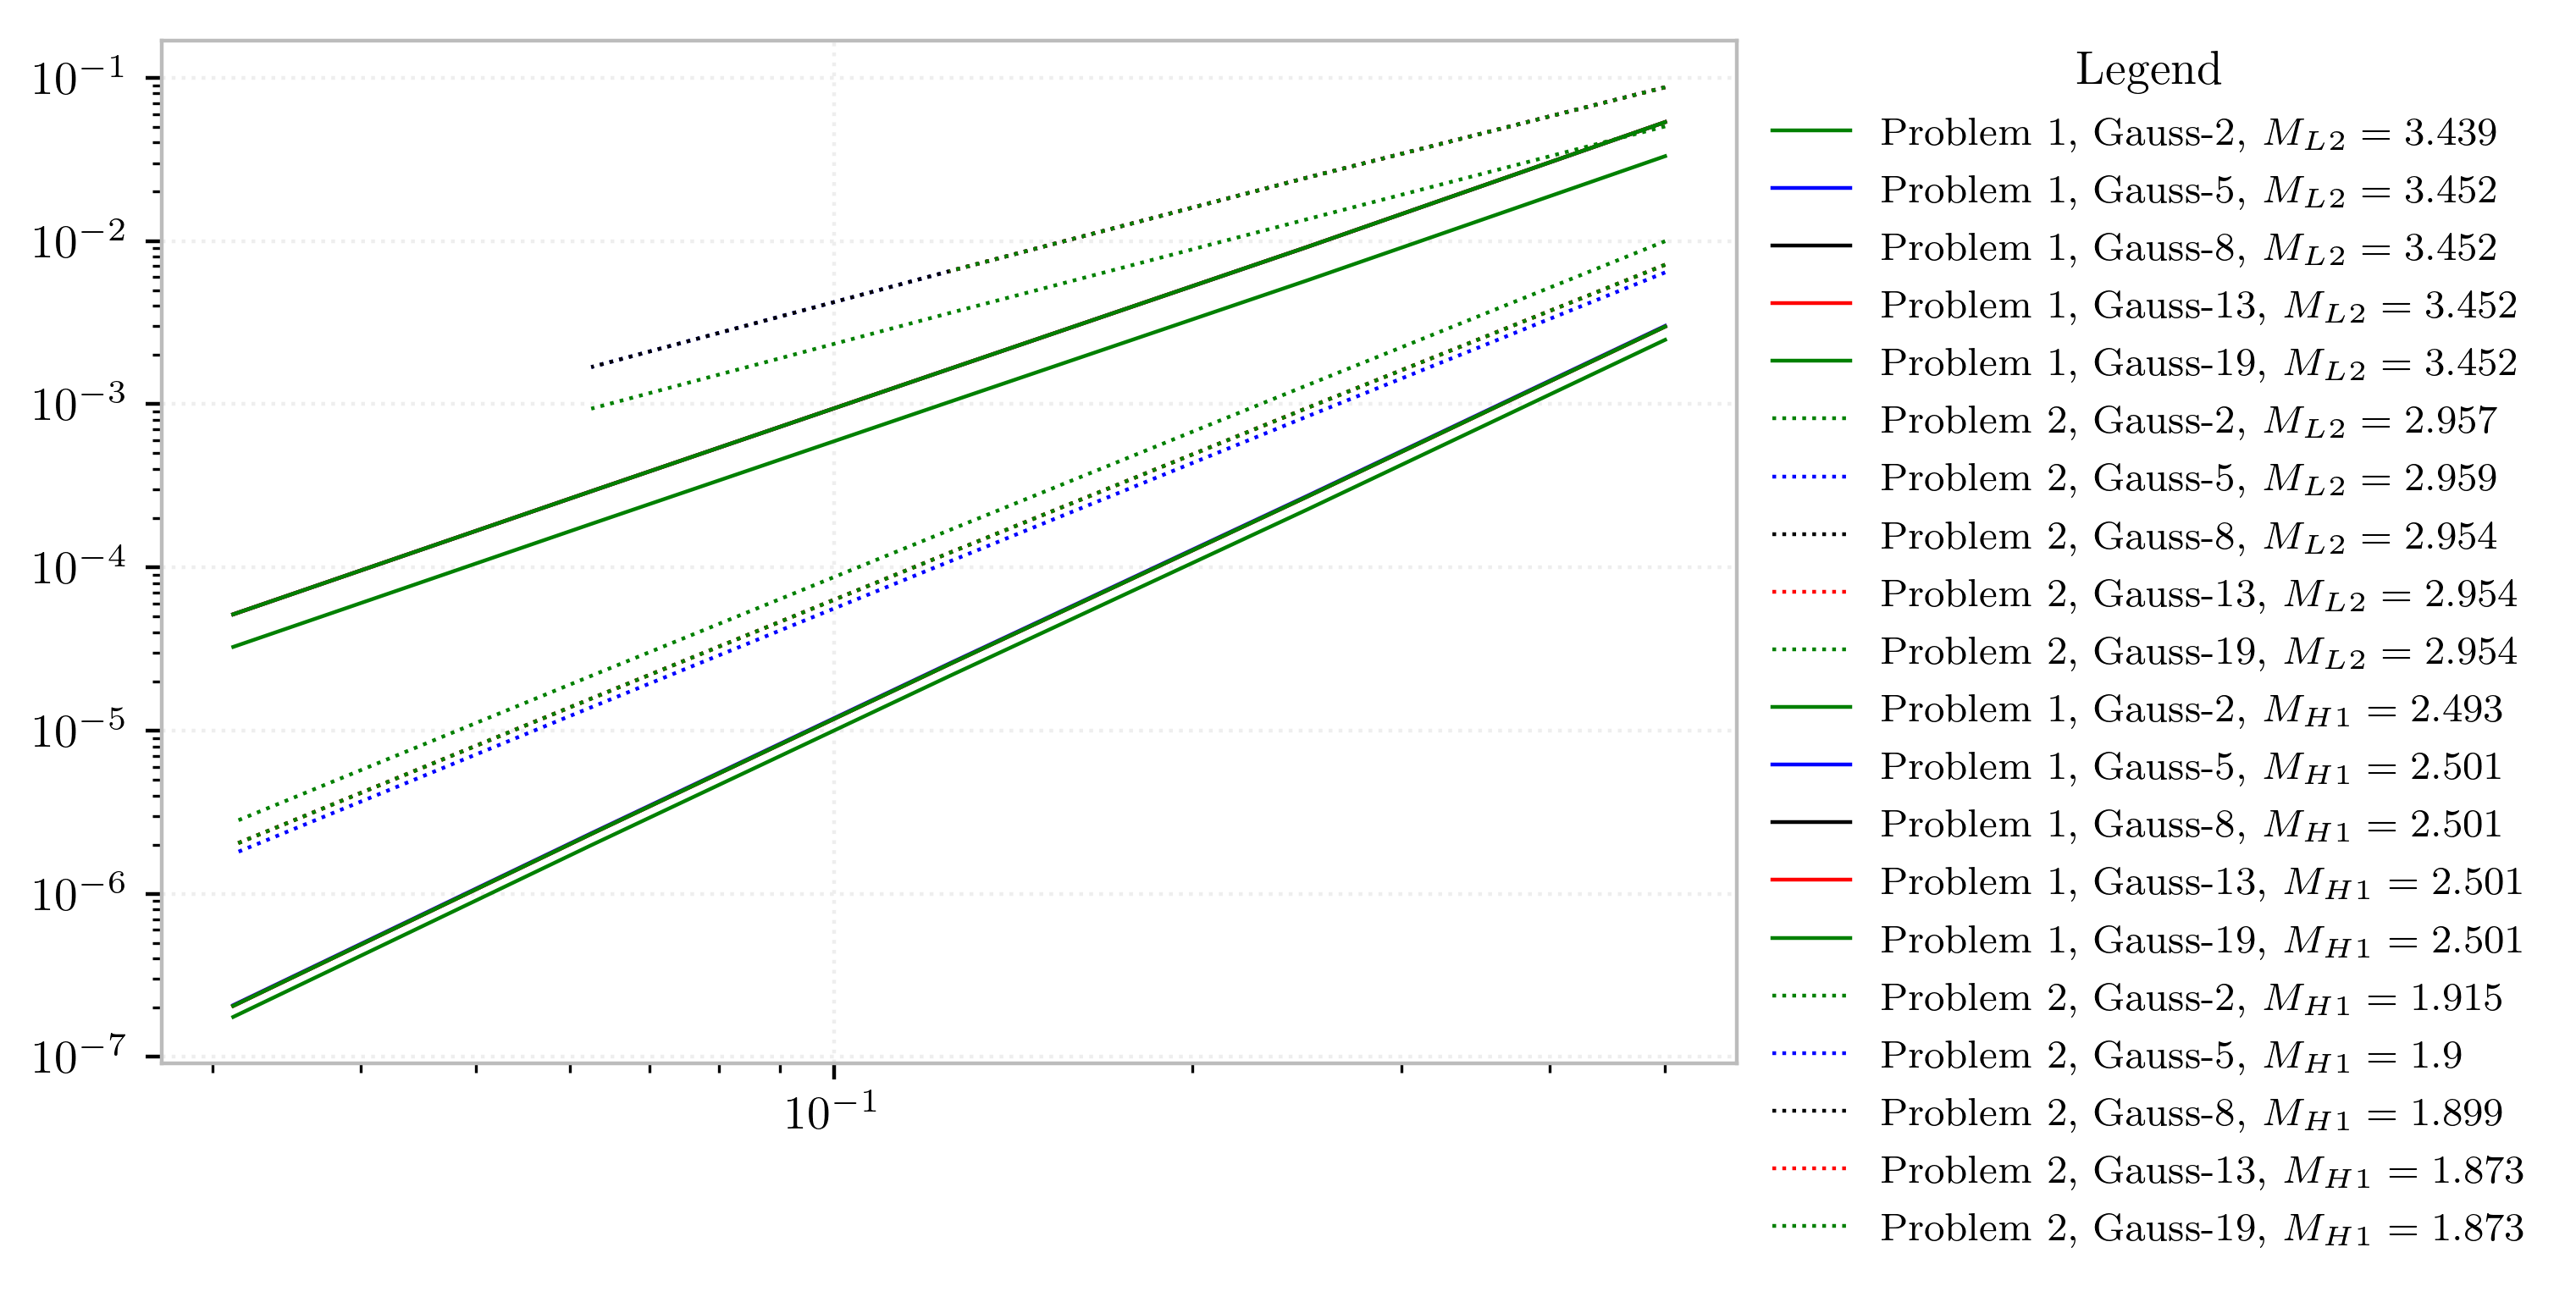 10^{-1}
10^{-2}
10^{-3}
10^{-4}
10^{-5}
10^{-6}
10^{-7}
10^{-1}
Legend
Problem 1, Gauss-2, M_{L2} = 3.439
Problem 1, Gauss-5, M_{L2} = 3.452
Problem 1, Gauss-8, M_{L2} = 3.452
Problem 1, Gauss-13, M_{L2} = 3.452
Problem 1, Gauss-19, M_{L2} = 3.452
Problem 2, Gauss-2, M_{L2} = 2.957
Problem 2, Gauss-5, M_{L2} = 2.959
Problem 2, Gauss-8, M_{L2} = 2.954
Problem 2, Gauss-13, M_{L2} = 2.954
Problem 2, Gauss-19, M_{L2} = 2.954
Problem 1, Gauss-2, M_{H1} = 2.493
Problem 1, Gauss-5, M_{H1} = 2.501
Problem 1, Gauss-8, M_{H1} = 2.501
Problem 1, Gauss-13, M_{H1} = 2.501
Problem 1, Gauss-19, M_{H1} = 2.501
Problem 2, Gauss-2, M_{H1} = 1.915
Problem 2, Gauss-5, M_{H1} = 1.9
Problem 2, Gauss-8, M_{H1} = 1.899
Problem 2, Gauss-13, M_{H1} = 1.873
Problem 2, Gauss-19, M_{H1} = 1.873